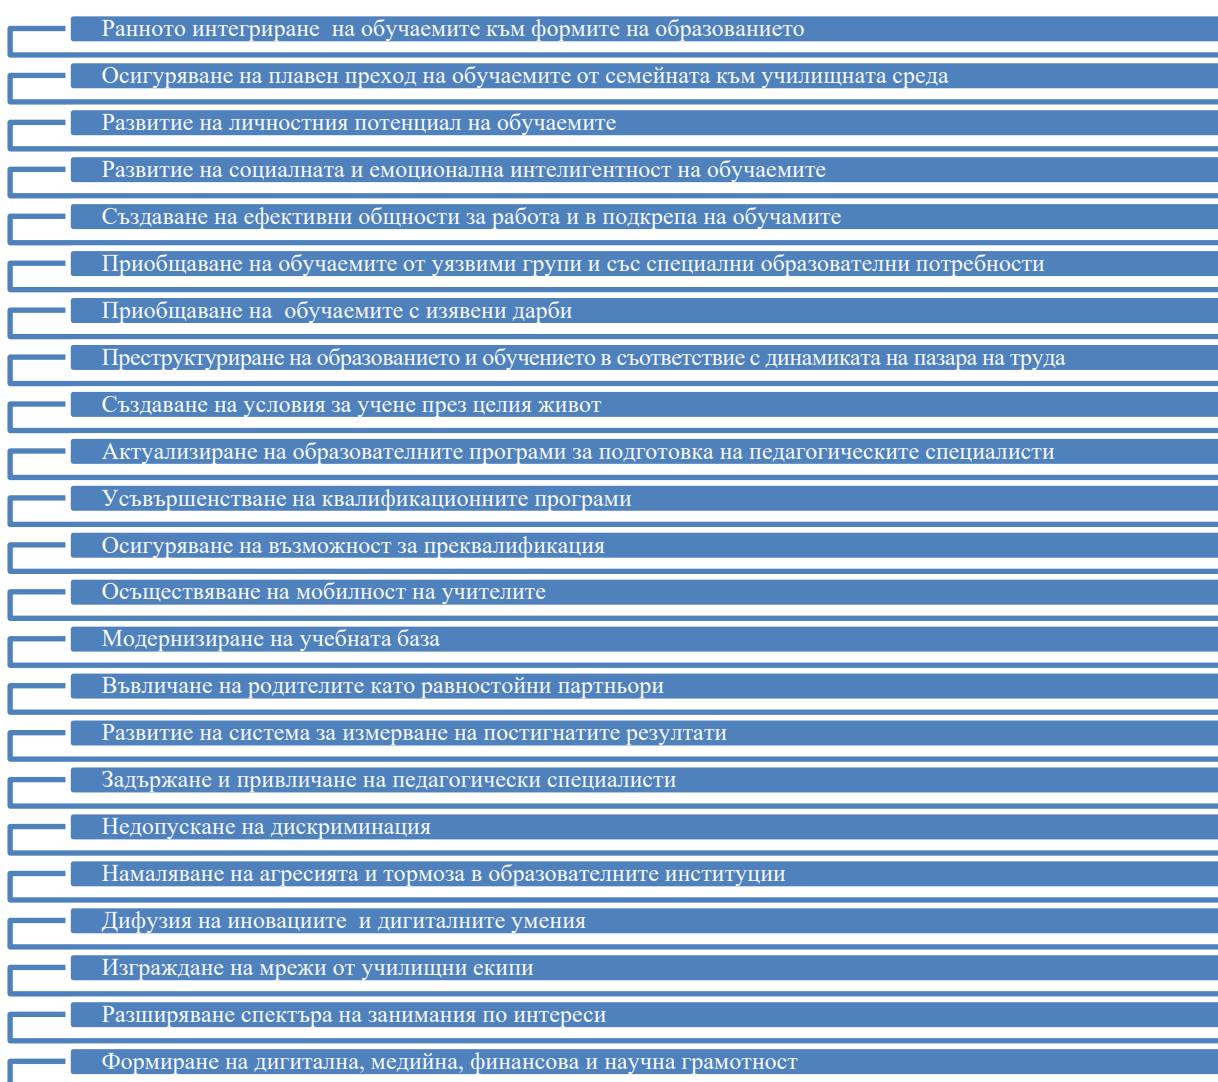 Ранното интегриране  на обучаемите към формите на образованието
Осигуряване на плавен преход на обучаемите от семейната към училищната среда
Развитие на личностния потенциал на обучаемите
Развитие на социалната и емоционална интелигентност на обучаемите
Създаване на ефективни общности за работа и в подкрепа на обучамите
Приобщаване на обучаемите от уязвими групи и със специални образователни потребности
Приобщаване на  обучаемите с изявени дарби
Преструктуриране на образованието и обучението в съответствие с динамиката на пазара на труда
Създаване на условия за учене през целия живот
Актуализиране на образователните програми за подготовка на педагогическите специалисти
Усъвършенстване на квалификационните програми
Осигуряване на възможност за преквалификация
Осъществяване на мобилност на учителите
Модернизиране на учебната база
Въвличане на родителите като равностойни партньори
Развитие на система за измерване на постигнатите резултати
Задържане и привличане на педагогически специалисти
Недопускане на дискриминация
Намаляване на агресията и тормоза в образователните институции
Дифузия на иновациите  и дигиталните умения
Изграждане на мрежи от училищни екипи
Разширяване спектъра на занимания по интереси
Формиране на дигитална, медийна, финансова и научна грамотност